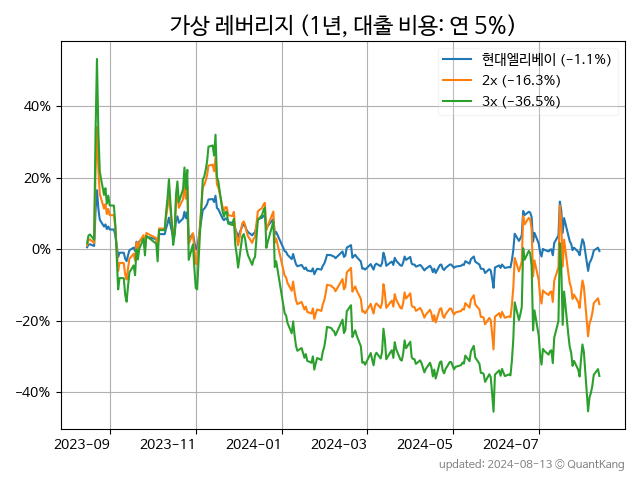 가상 레버리지 (1년, 대출 비용: 연 5%)
현대엘리베이 (−1.1%)
2x (−16.3%)
3x (−36.5%)
40%
20%
0%
−20%
−40%
2023-09 2023-11 2024-01 2024-03 2024-05 2024-07
updated: 2024-08-13 © QuantKang